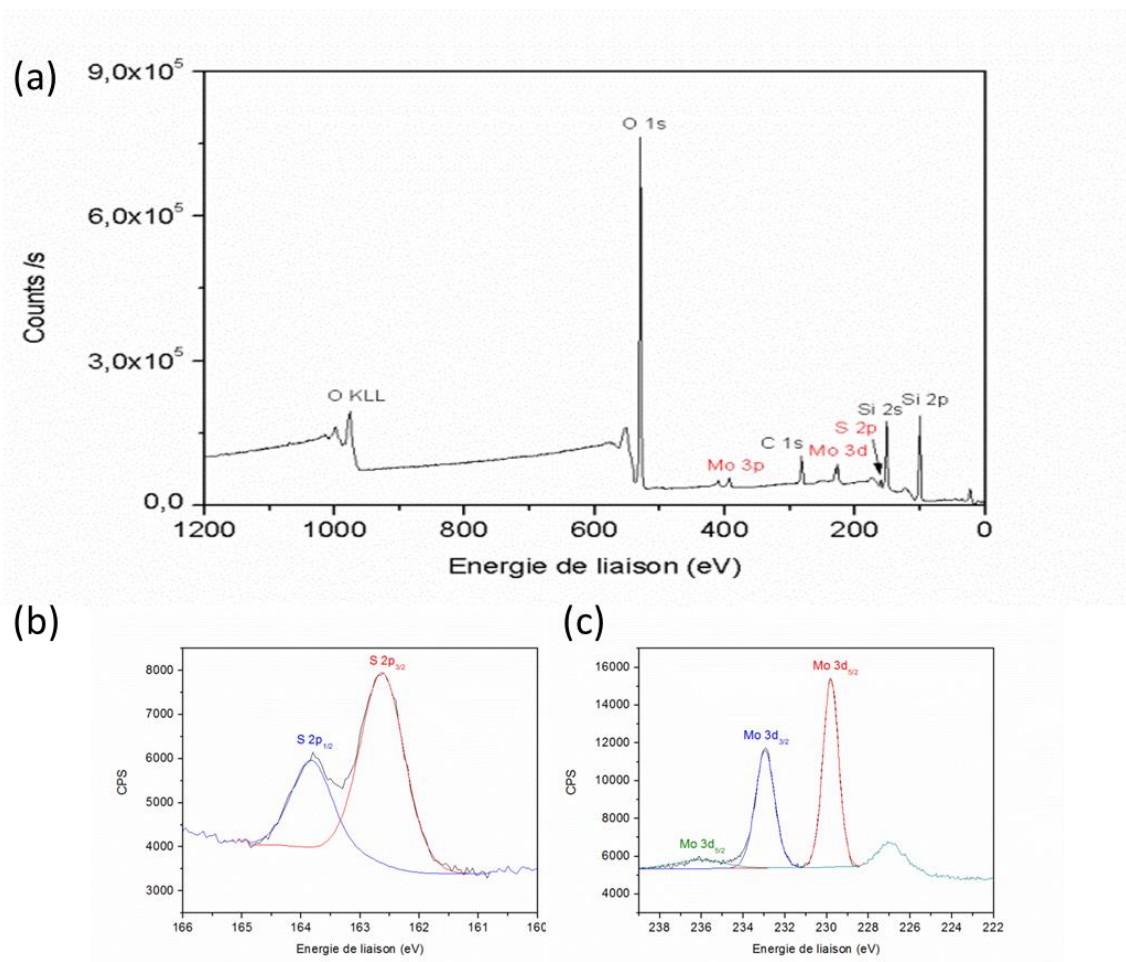 (a)
9,0x10⁵
6,0x10⁵
3,0x10⁵
0,0
Counts /s
O KLL
O 1s
Mo 3p
C 1s
Mo 3d
S 2p
Si 2s
Si 2p
1200 1000 800 600 400 200 0
Energie de liaison (eV)
(b)
8000
7000
6000
5000
4000
3000
CPS
S 2p1/2
S 2p3/2
166 165 164 163 162 161 160
Energie de liaison (eV)
(c)
16000
14000
12000
10000
8000
6000
4000
CPS
Mo 3d5/2
Mo 3d3/2
Mo 3d5/2
238 236 234 232 230 228 226 224 222
Energie de liaison (eV)